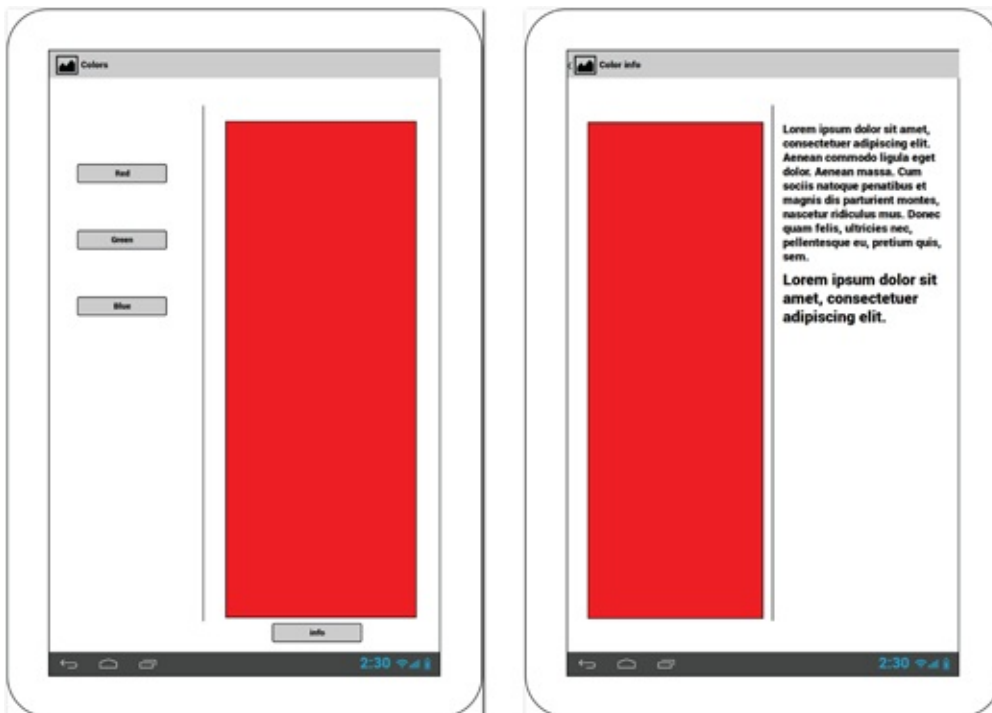 Colors
Red
Green
Blue
info
2:30
Color info
Lorem ipsum dolor sit amet,
consectetuer adipiscing elit.
Aenean commodo ligula eget
dolor. Aenean massa. Cum
sociis natoque penatibus et
magnis dis parturient montes,
nascetur ridiculus mus. Donec
quam felis, ultricies nec,
pellentesque eu, pretium quis,
sem.
Lorem ipsum dolor sit
amet, consectetuer
adipiscing elit.
2:30